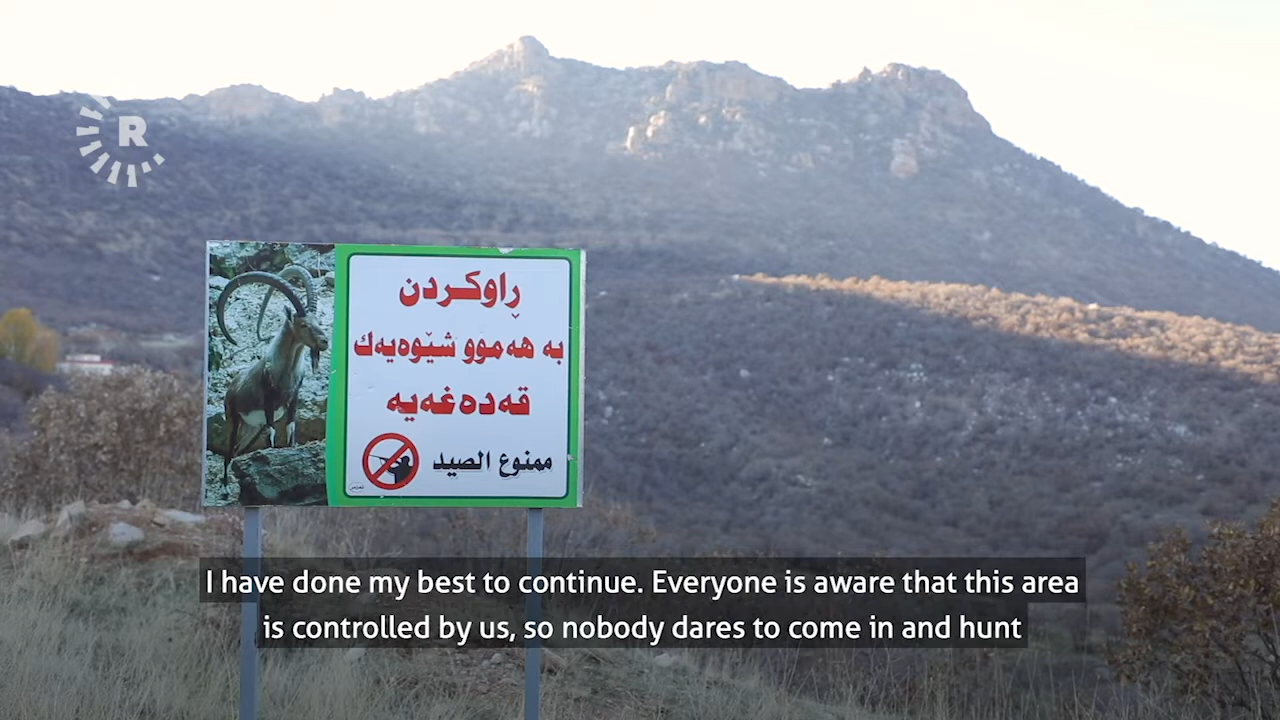 R
ڕاوکردن
بە هەموو شێوەیەك
قەدەغەیە
ممنوع الصيد
I have done my best to continue. Everyone is aware that this area
is controlled by us, so nobody dares to come in and hunt